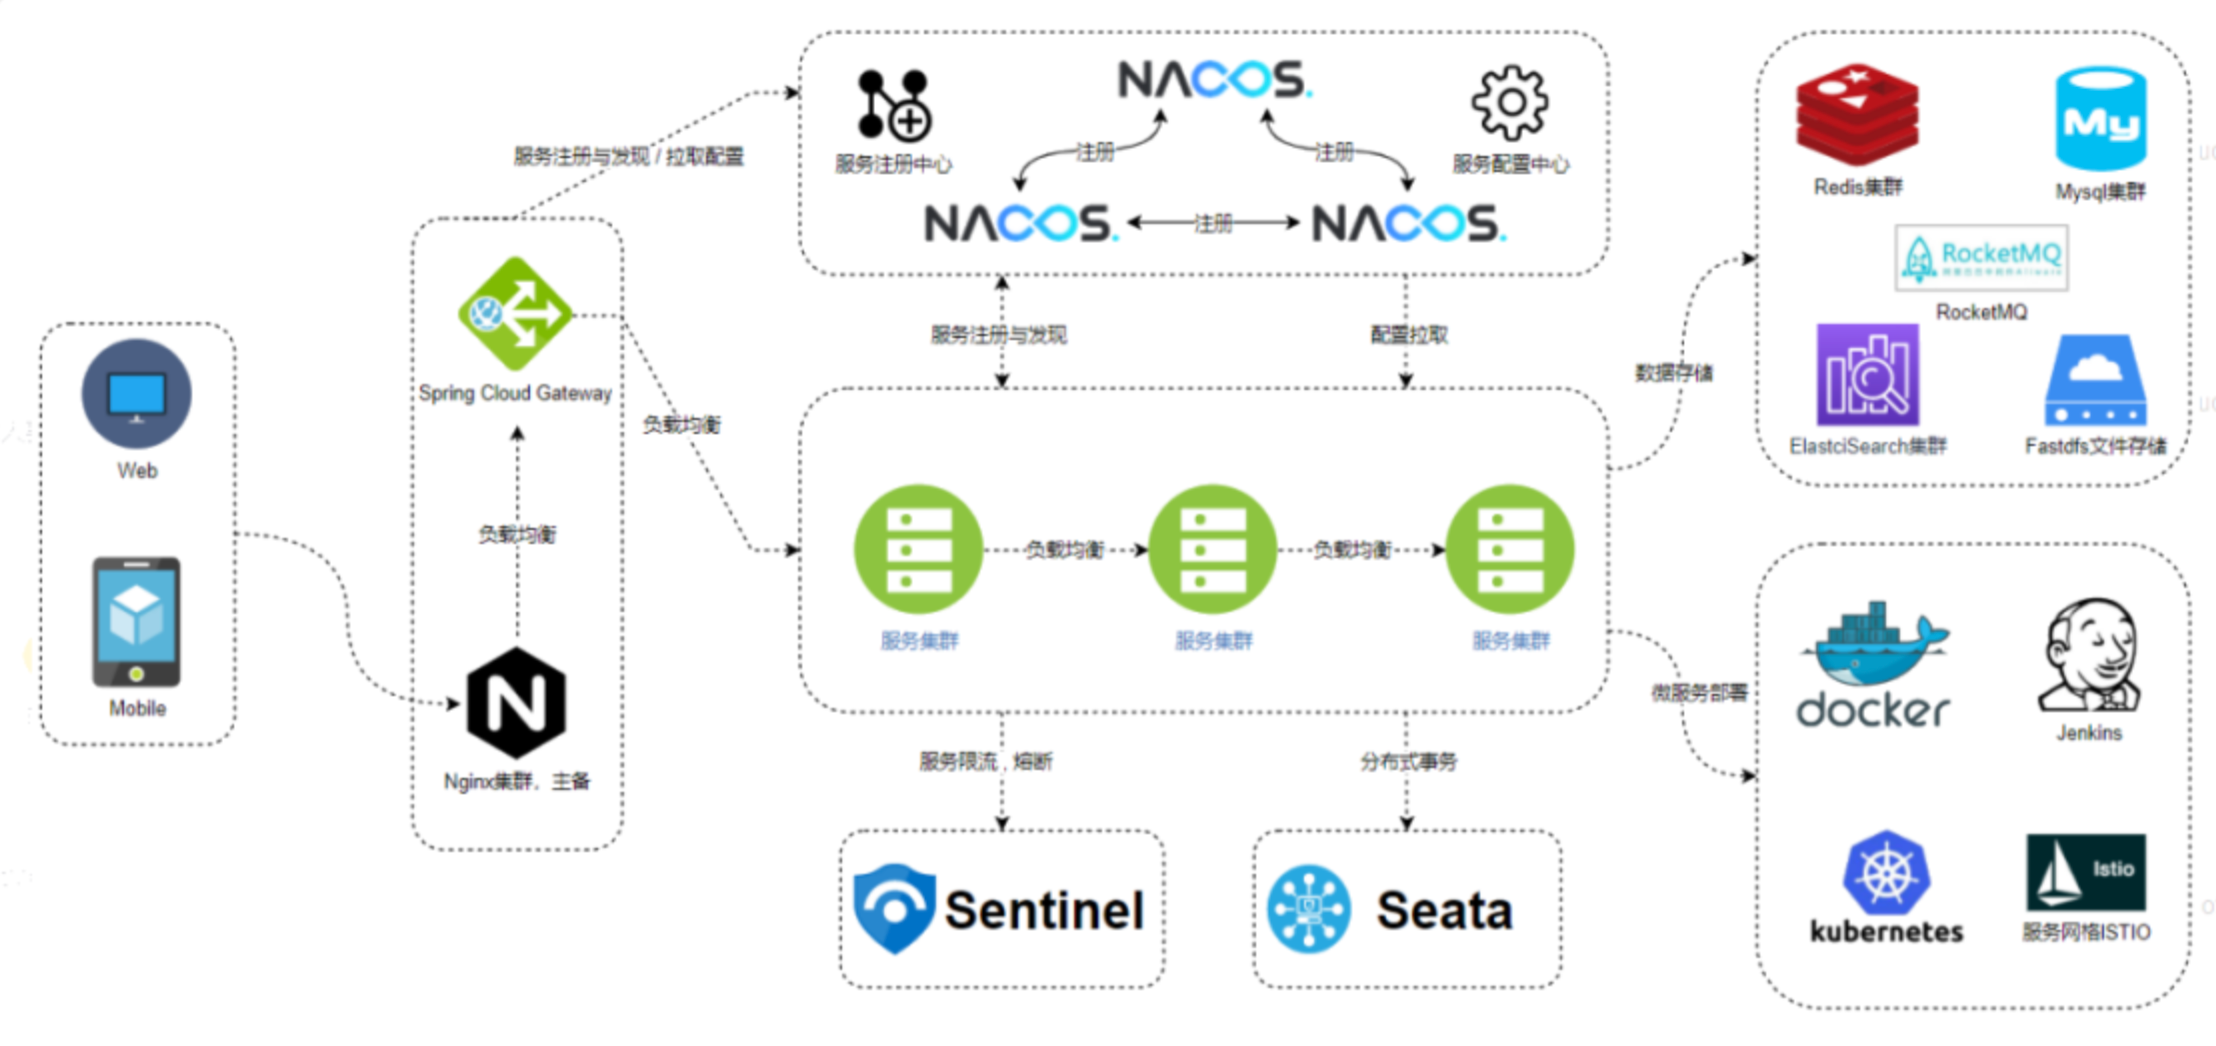 Web
Mobile
服务注册与发现 / 拉取配置
Spring Cloud Gateway
负载均衡
Nginx集群，主备
负载均衡
服务注册中心
NACOS.
服务配置中心
注册
注册
NACOS.
注册
NACOS.
服务注册与发现
配置拉取
负载均衡
负载均衡
服务集群
服务集群
服务集群
服务限流，熔断
分布式事务
Sentinel
Seata
数据存储
微服务部署
Redis集群
My
Mysql集群
RocketMQ
RocketMQ
ElastciSearch集群
Fastdfs文件存储
docker
Jenkins
kubernetes
Istio
服务网格ISTIO